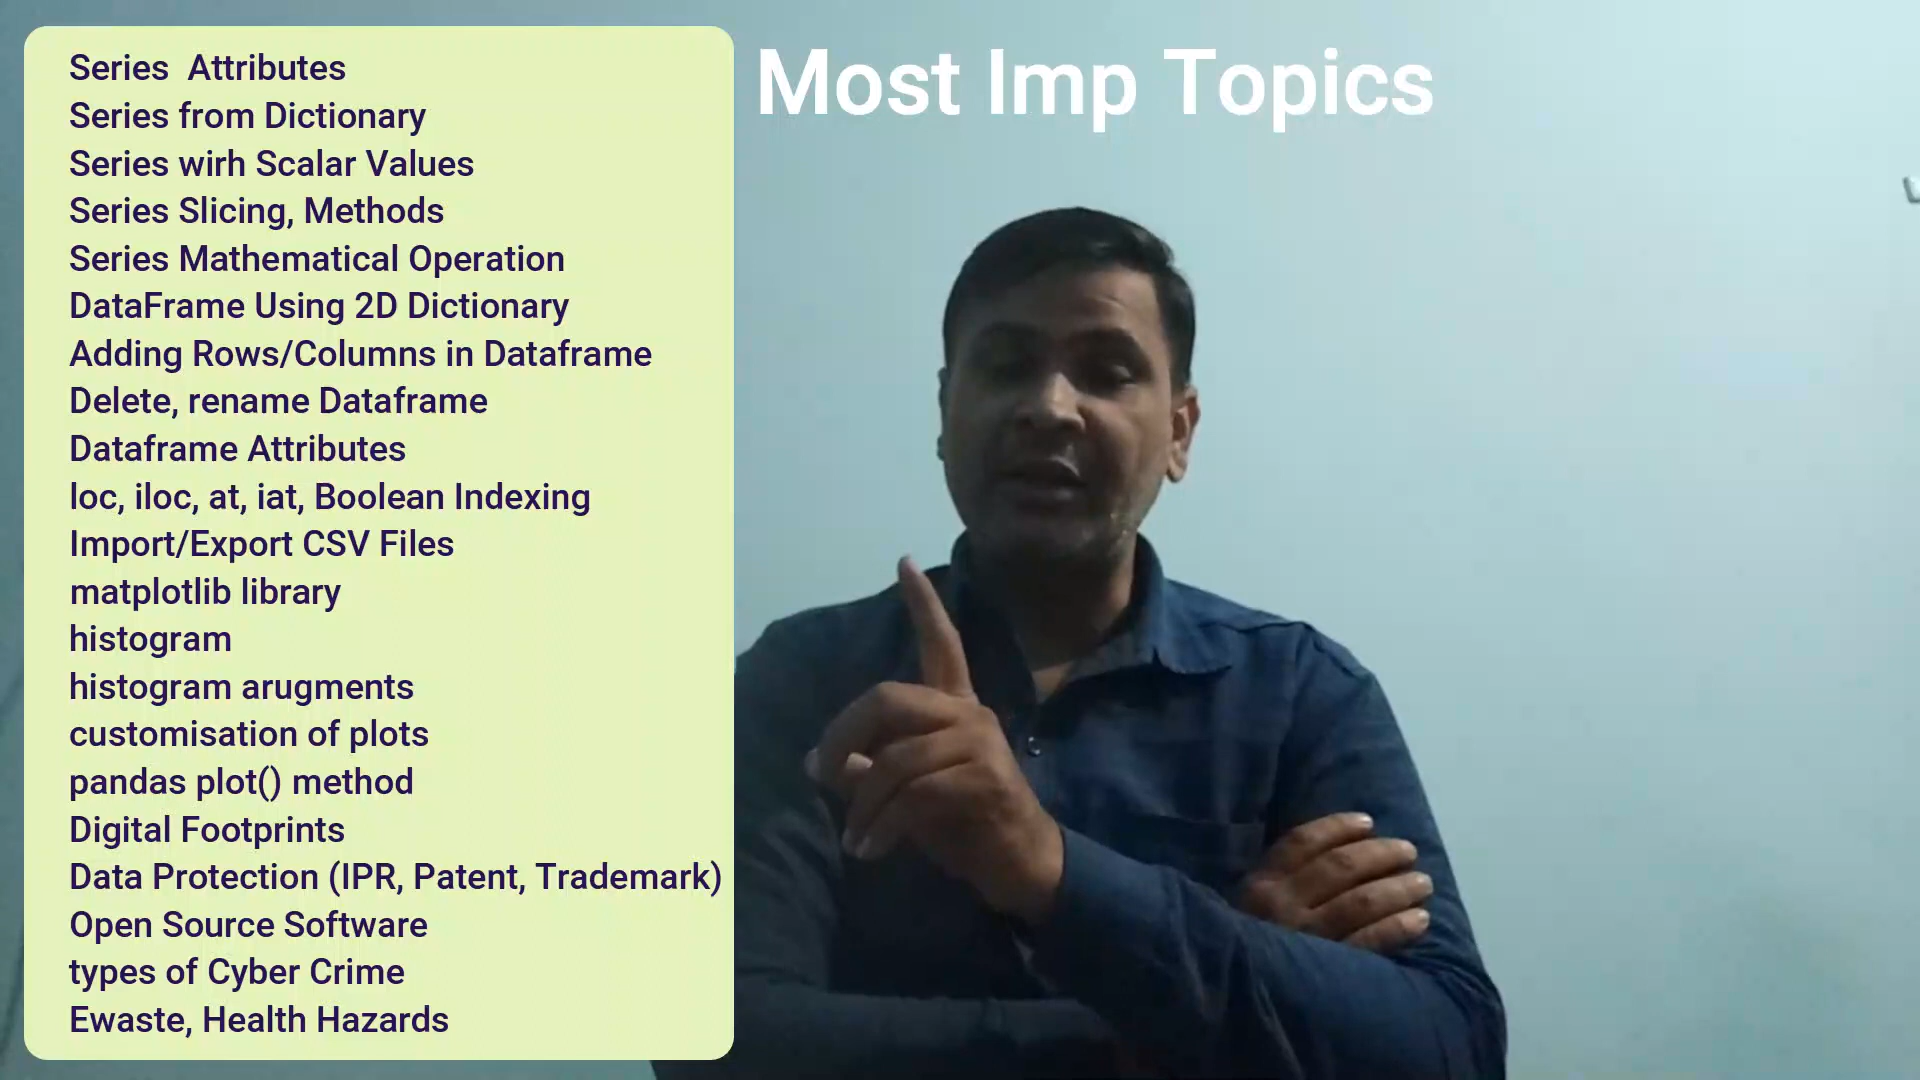 Most Imp Topics
Series Attributes
Series from Dictionary
Series wirh Scalar Values
Series Slicing, Methods
Series Mathematical Operation
DataFrame Using 2D Dictionary
Adding Rows/Columns in Dataframe
Delete, rename Dataframe
Dataframe Attributes
loc, iloc, at, iat, Boolean Indexing
Import/Export CSV Files
matplotlib library
histogram
histogram arugments
customisation of plots
pandas plot() method
Digital Footprints
Data Protection (IPR, Patent, Trademark)
Open Source Software
types of Cyber Crime
Ewaste, Health Hazards